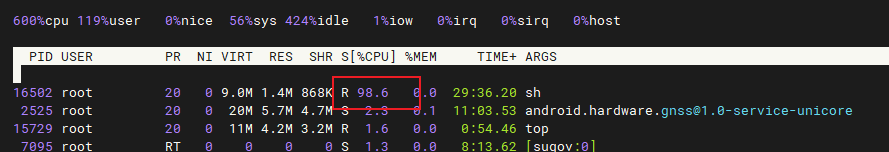 600%cpu 119%user   0%nice  56%sys 424%idle   1%iow   0%irq   0%sirq   0%host
  PID USER         PR  NI VIRT  RES  SHR S[%CPU] %MEM     TIME+ ARGS
16502 root         20   0 9.0M 1.4M 868K R 98.6   0.0  29:36.20 sh
 2525 root         20   0  20M 5.7M 4.7M S  2.3   0.1  11:03.53 android.hardware.gnss@1.0-service-unicore
15729 root         20   0  11M 4.2M 3.2M R  1.6   0.0   0:54.46 top
 7095 root         RT   0    0    0    0 S  1.3   0.0   8:13.62 [sugov:0]